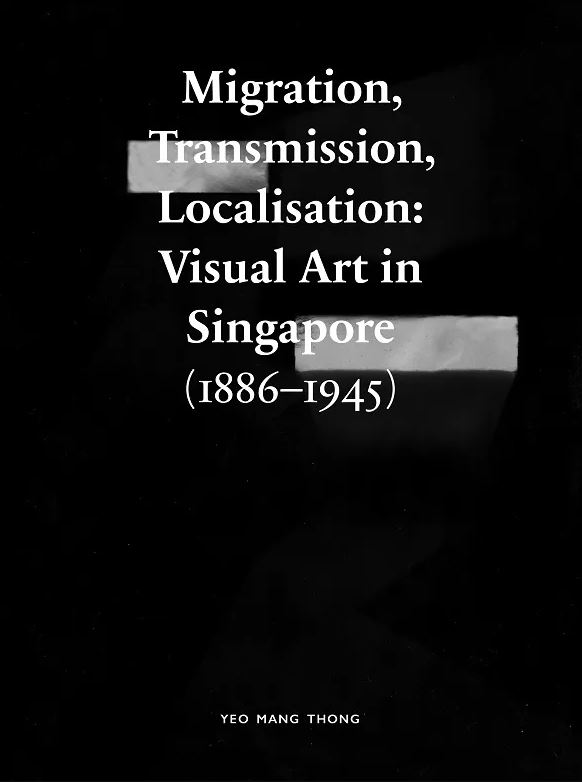 Migration,
Transmission,
Localisation:
Visual Art in
Singapore
(1886–1945)
YEO MANG THONG